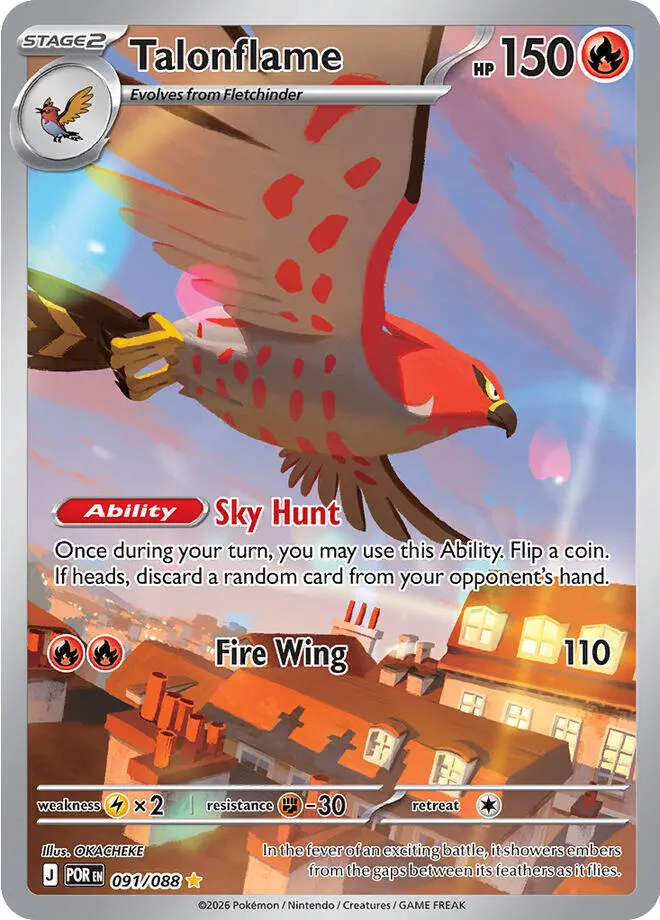 STAGE 2
Talonflame
HP 150
Evolves from Fletchinder
Ability Sky Hunt
Once during your turn, you may use this Ability. Flip a coin.
If heads, discard a random card from your opponent's hand.
Fire Wing 110
weakness ×2 resistance -30 retreat
Illus. OKACHEKE
In the fever of an exciting battle, it showers embers
from the gaps between its feathers as it flies.
J POR EN 091/088
©2026 Pokémon / Nintendo / Creatures / GAME FREAK